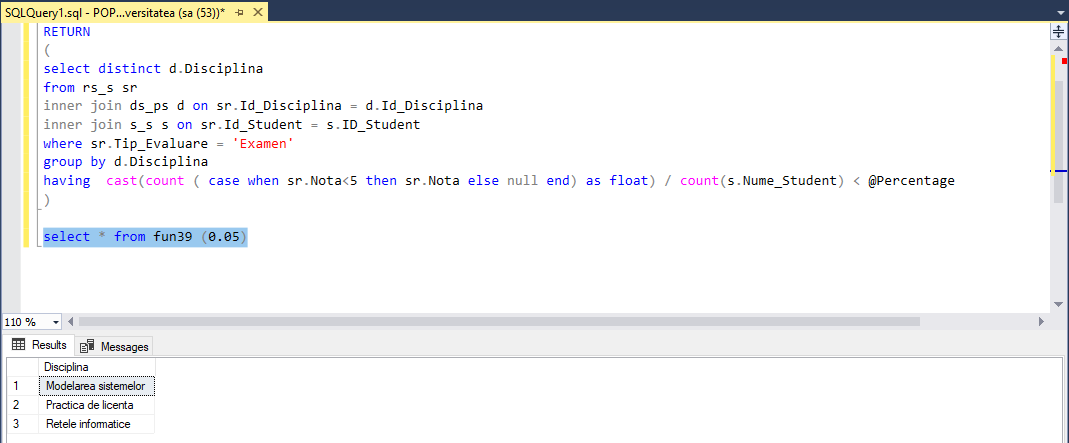 SQLQuery1.sql - POP...versitatea (sa (53))*
RETURN
(
select distinct d.Disciplina
from rs_s sr
inner join ds_ps d on sr.Id_Disciplina = d.Id_Disciplina
inner join s_s s on sr.Id_Student = s.ID_Student
where sr.Tip_Evaluare = 'Examen'
group by d.Disciplina
having  cast(count ( case when sr.Nota<5 then sr.Nota else null end) as float) / count(s.Nume_Student) < @Percentage
)
select * from fun39 (0.05)
110 %
Results Messages
Disciplina
1 Modelarea sistemelor
2 Practica de licenta
3 Retele informatice